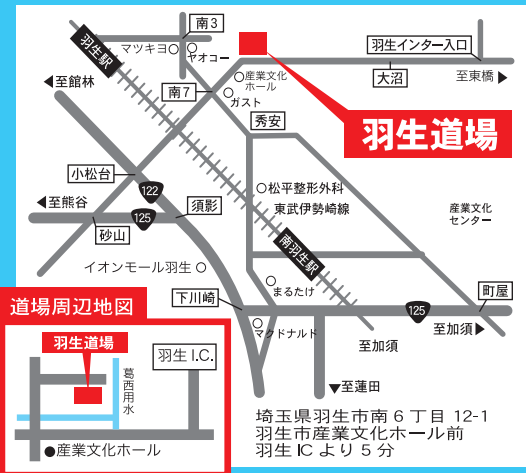 南3
羽生駅
マツキヨ
ヤオコー
羽生インター入口
◀至館林
産業文化
ホール
大沼
至東橋▶
南7
ガスト
羽生道場
秀安
小松台
122
松平整形外科
◀至熊谷
125
須影
東武伊勢崎線
産業文化
センター
砂山
南羽生駅
イオンモール羽生
まるたけ
下川崎
町屋
125
マクドナルド
至加須
至加須▶
▼至蓮田
道場周辺地図
羽生道場
羽生I.C.
葛西用水
●産業文化ホール
埼玉県羽生市南6丁目12-1
羽生市産業文化ホール前
羽生ICより5分